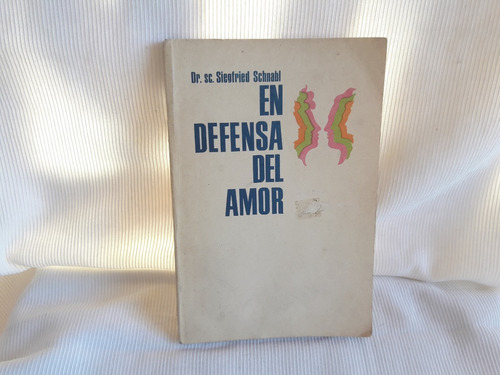 Dr. sc. Siegfried Schnabl
EN
DEFENSA
DEL
AMOR